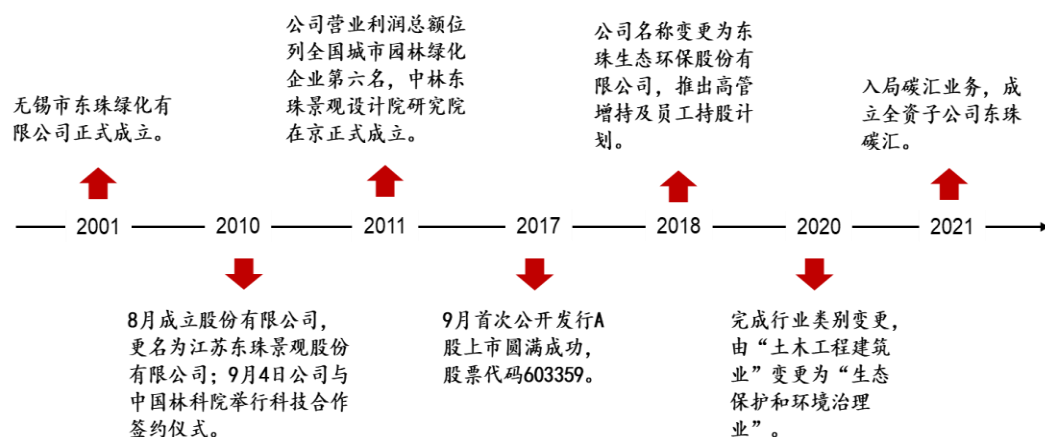 无锡市东珠绿化有
限公司正式成立。
公司营业利润总额位
列全国城市园林绿化
企业第六名，中林东
珠景观设计院研究院
在京正式成立。
公司名称变更为东
珠生态环保股份有
限公司，推出高管
增持及员工持股计
划。
入局碳汇业务，成
立全资子公司东珠
碳汇。
2001
2010
2011
2017
2018
2020
2021
8月成立股份有限公司，
更名为江苏东珠景观股份
有限公司；9月4日公司与
中国林科院举行科技合作
签约仪式。
9月首次公开发行A
股上市圆满成功，
股票代码603359。
完成行业类别变更，
由“土木工程建筑
业”变更为“生态
保护和环境治理
业”。